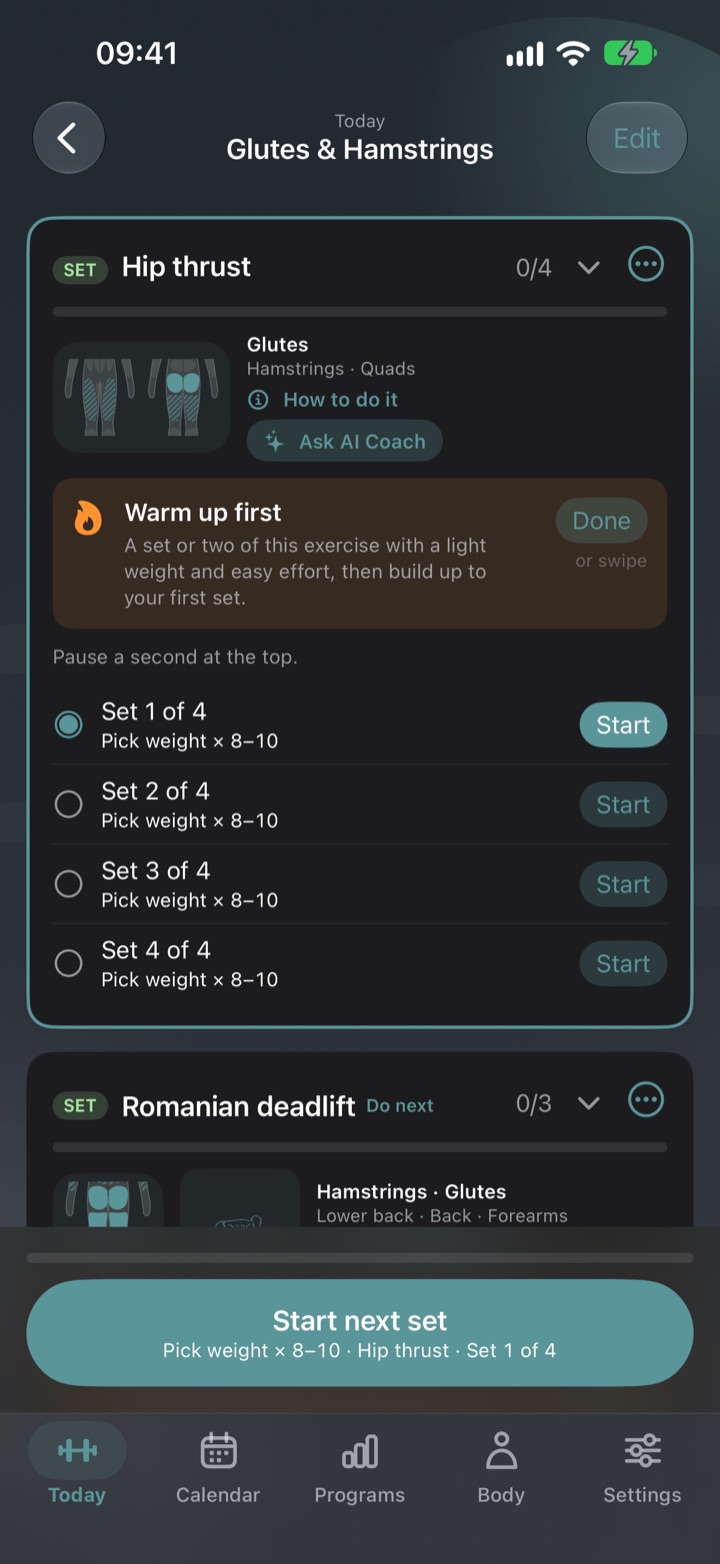 09:41
Today
Glutes & Hamstrings
Edit
SET Hip thrust 0/4
Glutes
Hamstrings · Quads
How to do it
Ask AI Coach
Warm up first
Done
A set or two of this exercise with a light
or swipe
weight and easy effort, then build up to
your first set.
Pause a second at the top.
Set 1 of 4
Pick weight × 8–10
Start
Set 2 of 4
Pick weight × 8–10
Start
Set 3 of 4
Pick weight × 8–10
Start
Set 4 of 4
Pick weight × 8–10
Start
SET Romanian deadlift Do next 0/3
Hamstrings · Glutes
Lower back · Back · Forearms
Start next set
Pick weight × 8–10 · Hip thrust · Set 1 of 4
Today Calendar Programs Body Settings